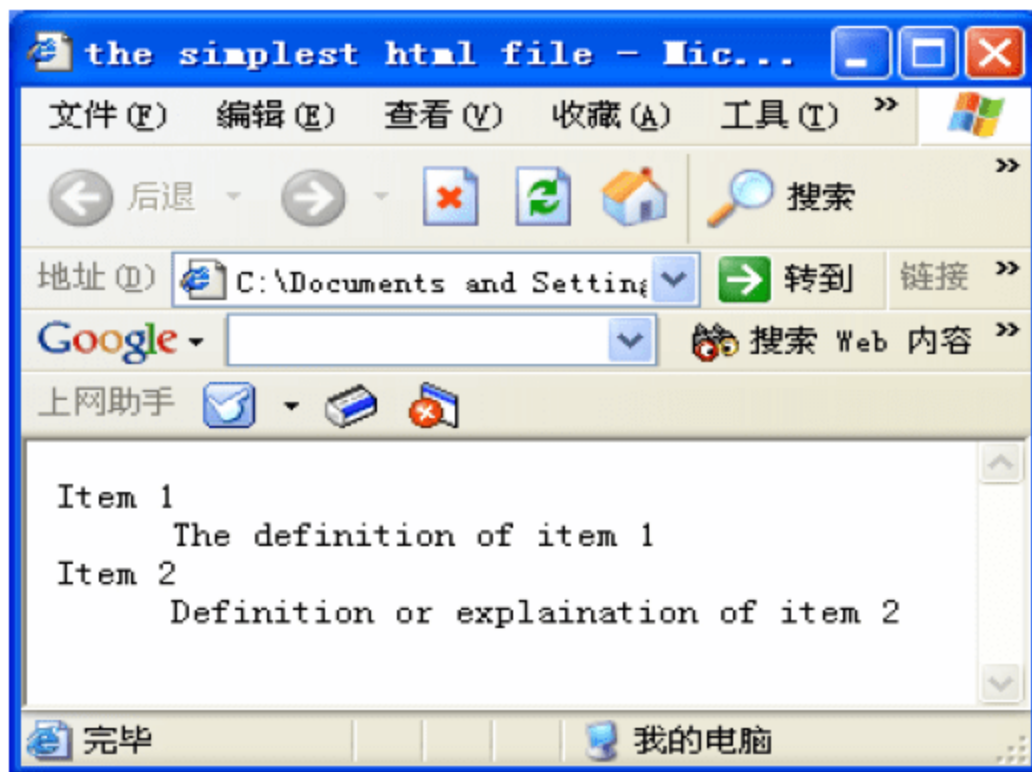 the simplest html file - Mic...
文件(F) 编辑(E) 查看(V) 收藏(A) 工具(T) »
后退 搜索 »
地址(D) C:\Documents and Setting 转到 链接 »
Google 搜索 Web 内容 »
上网助手
Item 1
The definition of item 1
Item 2
Definition or explaination of item 2
完毕 我的电脑